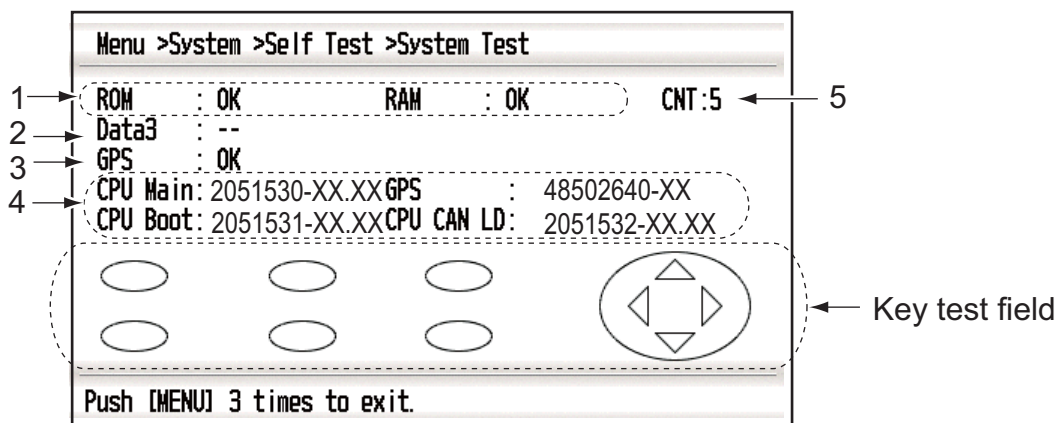 Menu >System >Self Test >System Test
1 ROM : OK RAM : OK CNT:5 5
2 Data3 : --
3 GPS : OK
4 CPU Main: 2051530-XX.XX GPS : 48502640-XX
CPU Boot: 2051531-XX.XX CPU CAN LD: 2051532-XX.XX
Key test field
Push [MENU] 3 times to exit.